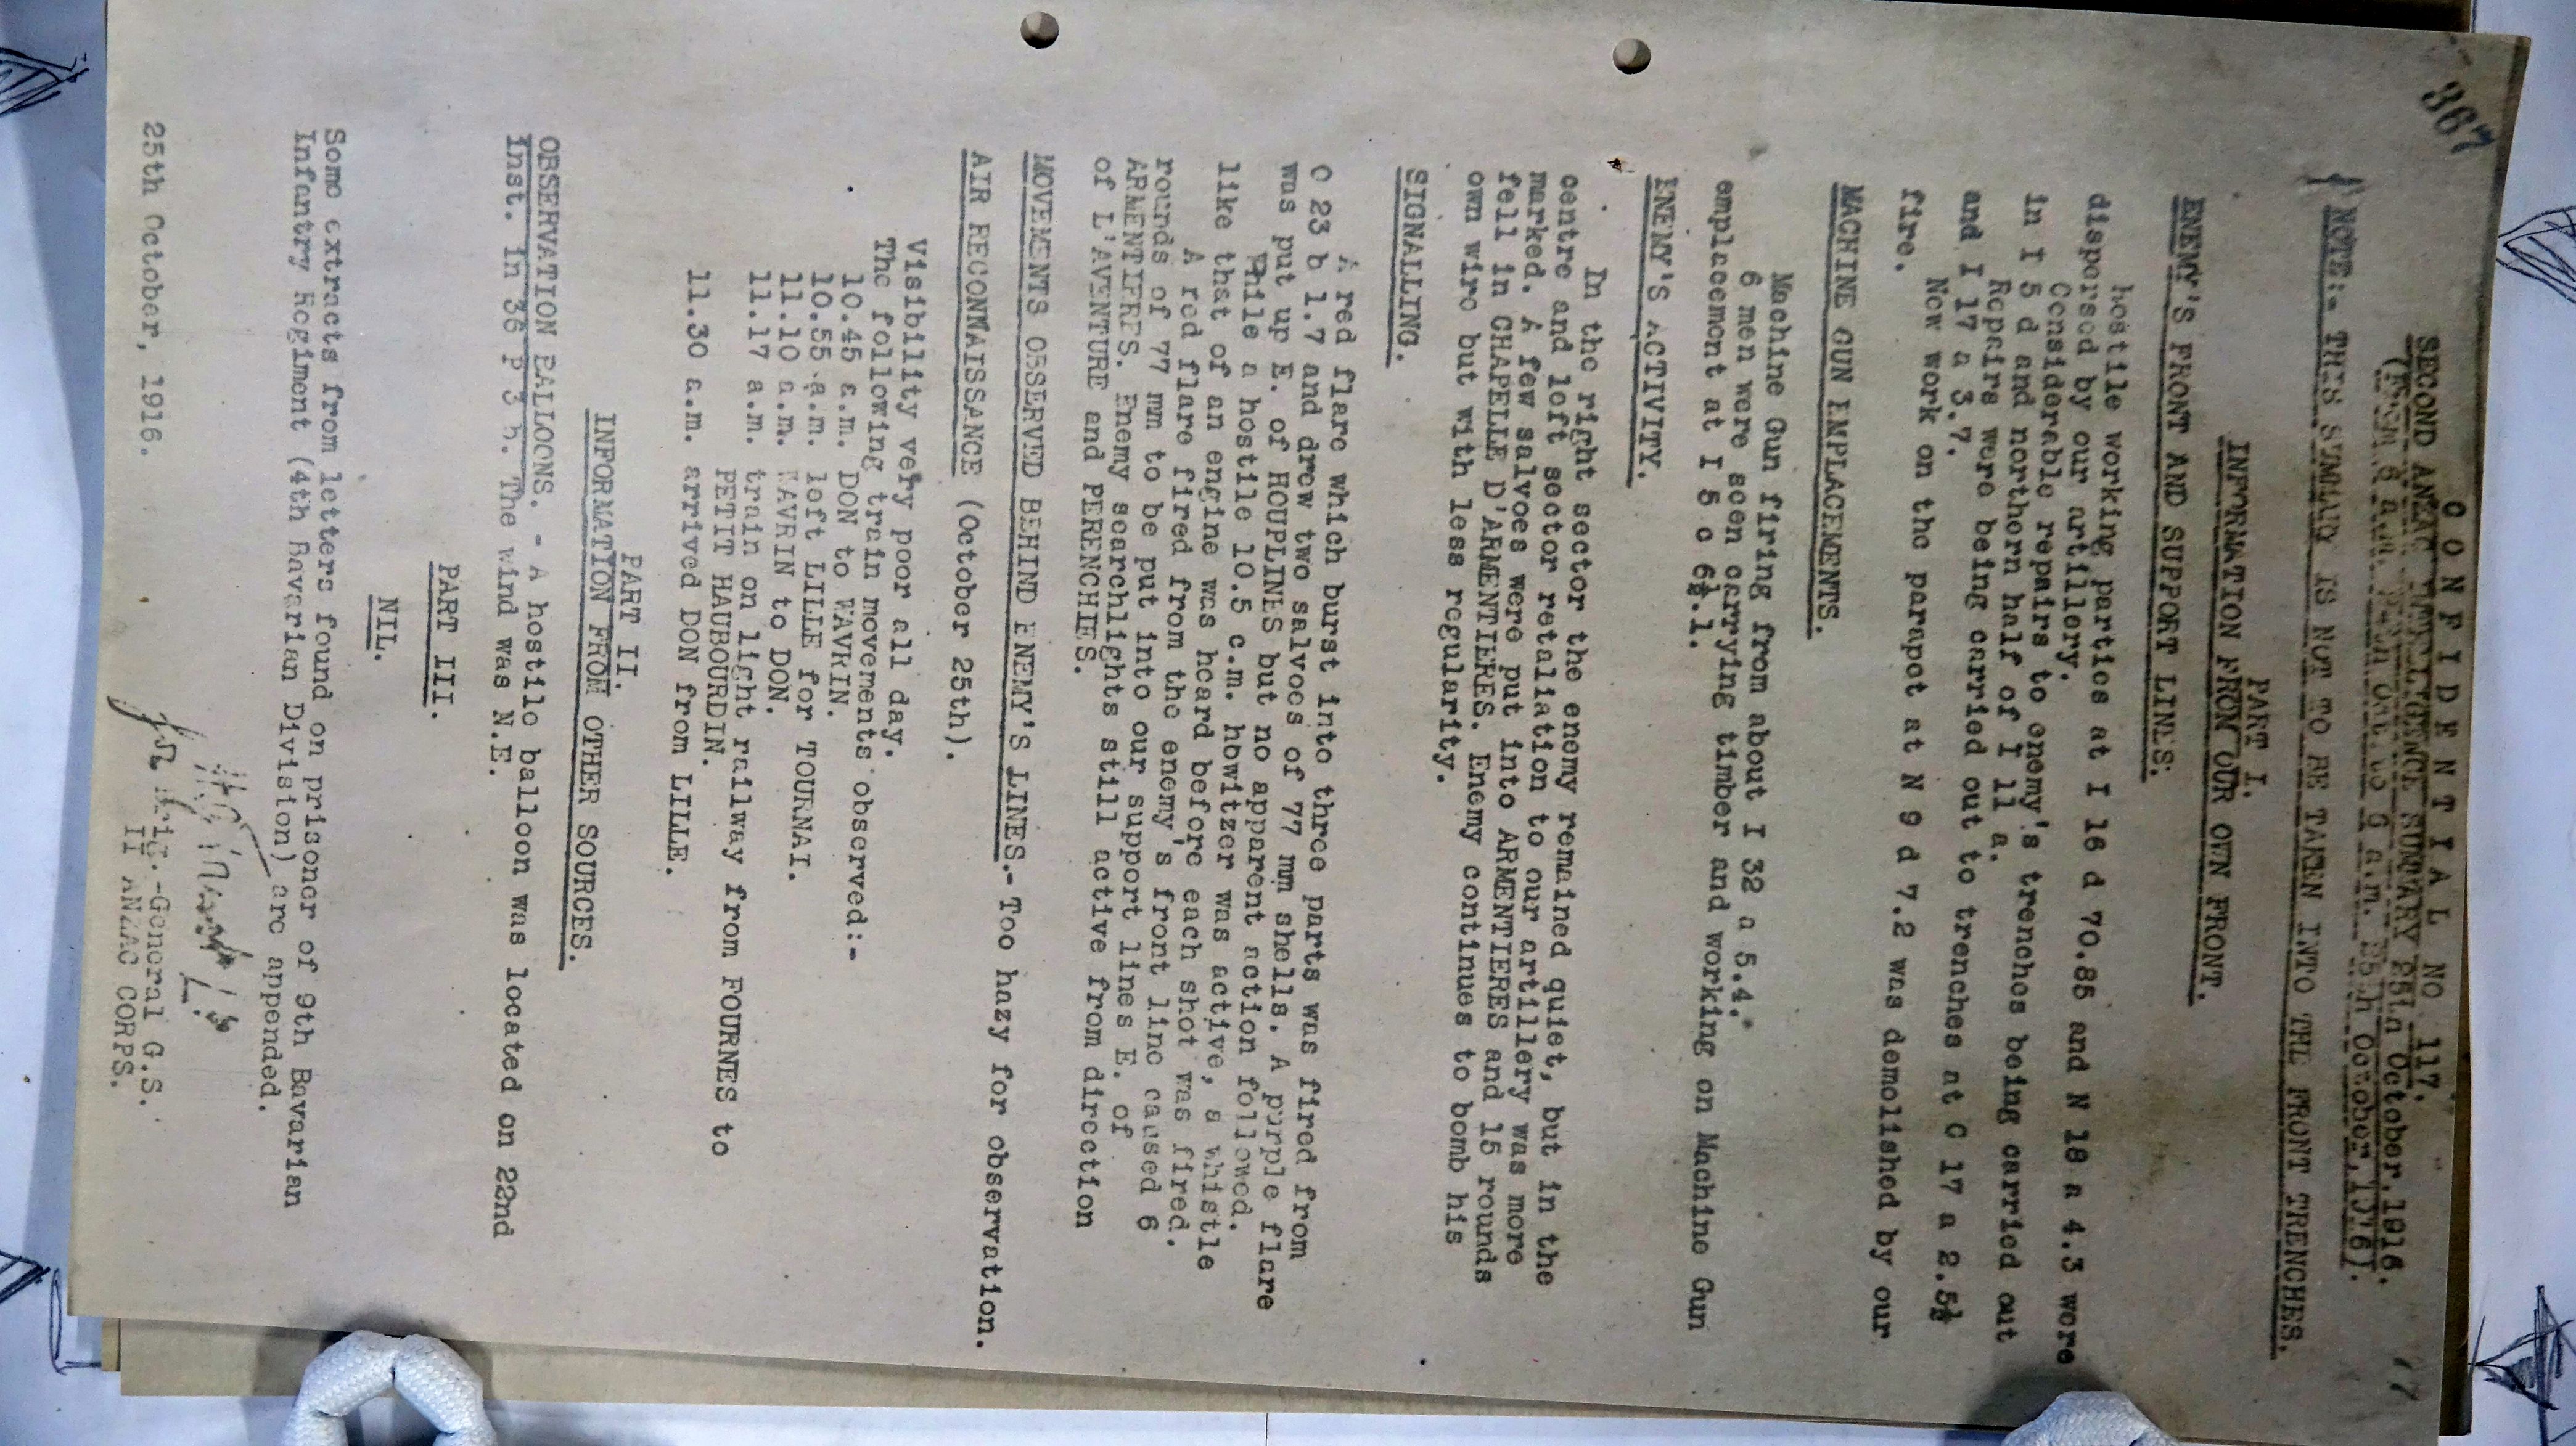 367
17
C O N F I D E N T I A L NO 117.
SECOND ANZAC INTELLIGENCE SUMMARY 25th October, 1916.
(From 6 a.m. 24th Oct. to 6 a.m. 25th October, 1916).
NOTE:- THIS SUMMARY IS NOT TO BE TAKEN INTO THE FRONT TRENCHES.
PART I.
INFORMATION FROM OUR OWN FRONT.
ENEMY'S FRONT AND SUPPORT LINES:
hostile working parties at I 16 d 70.85 and N 18 a 4.3 were
dispersed by our artillery.
Considerable repairs to enemy's trenches being carried out
in I 5 d and northern half of I 11 a.
Repairs were being carried out to trenches at C 17 a 2.5½
and I 17 a 3.7.
New work on the parapet at N 9 d 7.2 was demolished by our
fire.
MACHINE GUN EMPLACEMENTS.
Machine Gun firing from about I 32 a 5.4.
6 men were seen carrying timber and working on Machine Gun
emplacement at I 5 c 6½.1.
ENEMY'S ACTIVITY.
In the right sector the enemy remained quiet, but in the
centre and left sector retaliation to our artillery was more
marked. A few salvoes were put into ARMENTIERES and 15 rounds
fell in CHAPELLE D'ARMENTIERES. Enemy continues to bomb his
own wire but with less regularity.
SIGNALLING.
A red flare which burst into three parts was fired from
C 23 b 1.7 and drew two salvoes of 77 mm shells. A purple flare
was put up E. of HOUPLINES but no apparent action followed.
While a hostile 10.5 c.m. howitzer was active, a whistle
like that of an engine was heard before each shot was fired.
A red flare fired from the enemy's front line caused 6
rounds of 77 mm to be put into our support lines E. of
ARMENTIERES. Enemy searchlights still active from direction
of L'AVENTURE and PERENCHIES.
MOVEMENTS OBSERVED BEHIND ENEMY'S LINES.- Too hazy for observation.
AIR RECONNAISSANCE (October 25th).
Visibility very poor all day.
The following train movements observed:-
10.45 a.m. DON to WAVRIN.
10.55 a.m. left LILLE for TOURNAI.
11.10 a.m. WAVRIN to DON.
11.17 a.m. train on light railway from FOURNES to
PETIT HAUBOURDIN.
11.30 a.m. arrived DON from LILLE.
PART II.
INFORMATION FROM OTHER SOURCES.
OBSERVATION BALLOONS. - A hostile balloon was located on 22nd
Inst. in 36 P 3 b. The wind was N.E.
PART III.
NIL.
Some extracts from letters found on prisoner of 9th Bavarian
Infantry Regiment (4th Bavarian Division) are appended.
Brig.-General G.S.
25th October, 1916. II ANZAC CORPS.